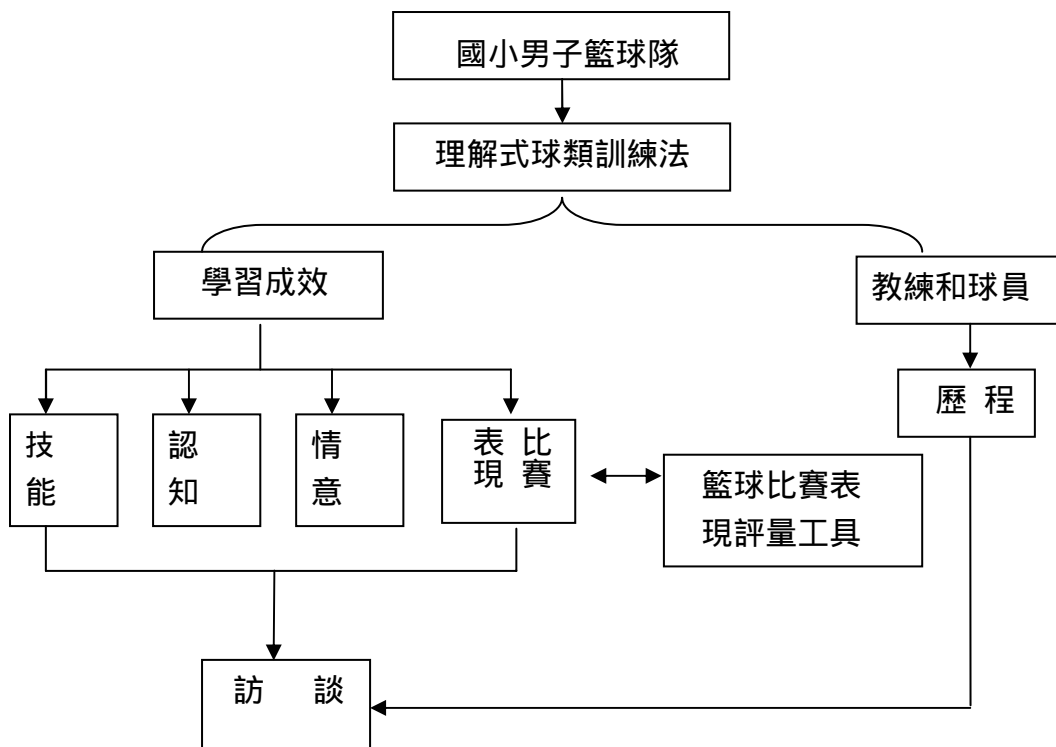 國小男子籃球隊
理解式球類訓練法
學習成效
教練和球員
歷 程
技
能
認
知
情
意
表 比
現 賽
籃球比賽表
現評量工具
訪 談